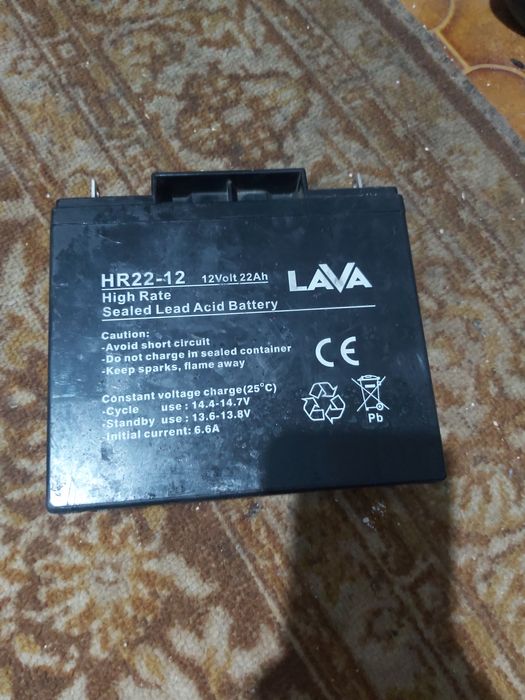 HR22-12 12Volt 22Ah
LAVA
High Rate
Sealed Lead Acid Battery
Caution:
-Avoid short circuit
-Do not charge in sealed container
-Keep sparks, flame away
CE
Constant voltage charge(25°C)
-Cycle use : 14.4-14.7V
-Standby use : 13.6-13.8V
-Initial current: 6.6A
Pb